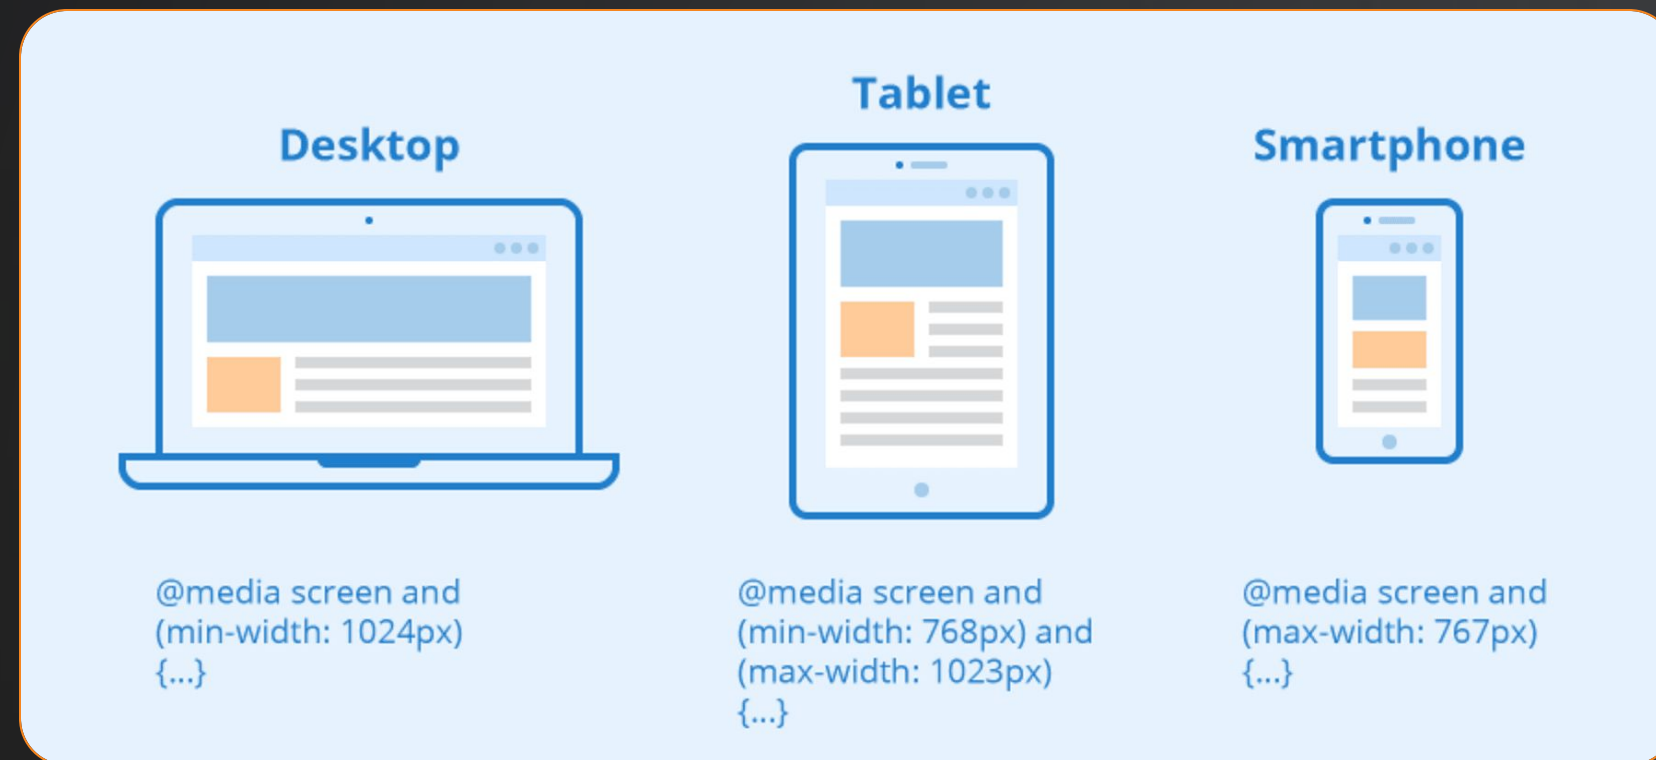 Desktop
@media screen and
(min-width: 1024px)
{...}
Tablet
@media screen and
(min-width: 768px) and
(max-width: 1023px)
{...}
Smartphone
@media screen and
(max-width: 767px)
{...}